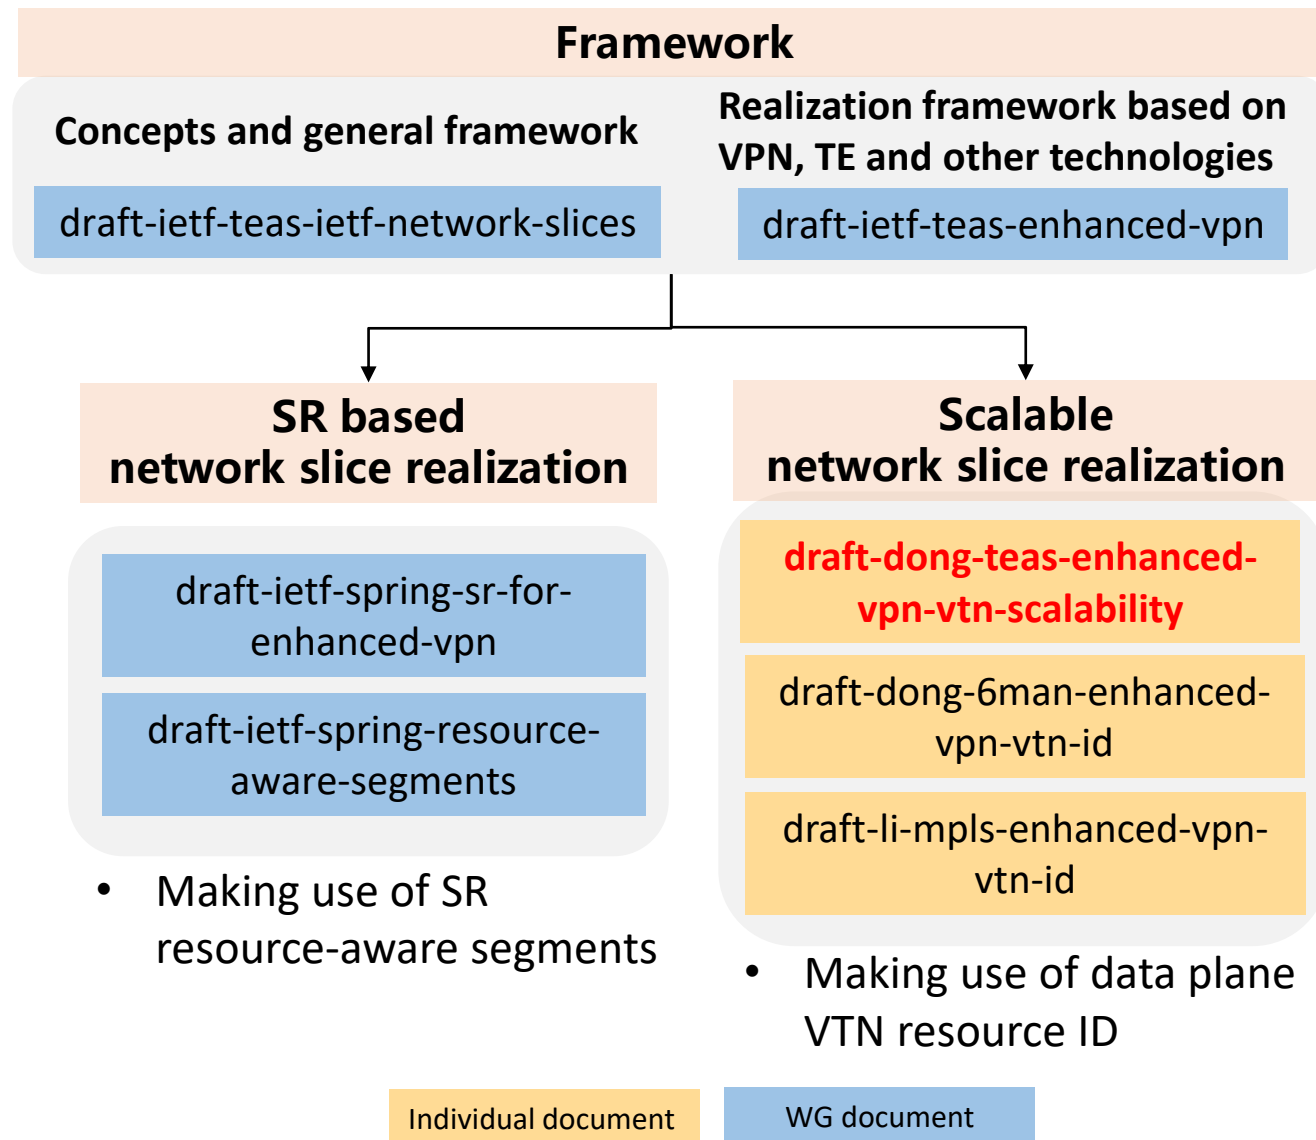 Framework
Concepts and general framework
draft-ietf-teas-ietf-network-slices
Realization framework based on
VPN, TE and other technologies
draft-ietf-teas-enhanced-vpn
SR based
network slice realization
draft-ietf-spring-sr-for-
enhanced-vpn
draft-ietf-spring-resource-
aware-segments
• Making use of SR
resource-aware segments
Scalable
network slice realization
draft-dong-teas-enhanced-
vpn-vtn-scalability
draft-dong-6man-enhanced-
vpn-vtn-id
draft-li-mpls-enhanced-vpn-
vtn-id
• Making use of data plane
VTN resource ID
Individual document
WG document